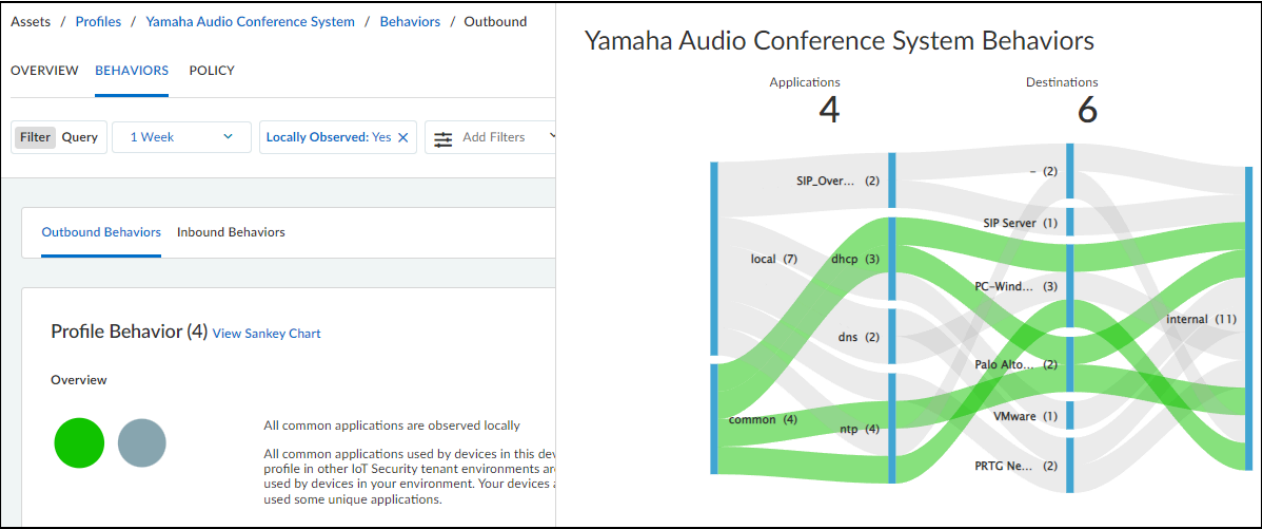 Assets / Profiles / Yamaha Audio Conference System / Behaviors / Outbound
OVERVIEW BEHAVIORS POLICY
Filter Query 1 Week Locally Observed: Yes × Add Filters
Outbound Behaviors Inbound Behaviors
Profile Behavior (4) View Sankey Chart
Overview
All common applications are observed locally
All common applications used by devices in this dev
profile in other IoT Security tenant environments are
used by devices in your environment. Your devices a
used some unique applications.
Yamaha Audio Conference System Behaviors
Applications Destinations
4 6
SIP_Over... (2) - (2)
SIP Server (1)
local (7) dhcp (3)
PC-Wind... (3)
internal (11)
dns (2)
Palo Alto... (2)
common (4) ntp (4) VMware (1)
PRTG Ne... (2)